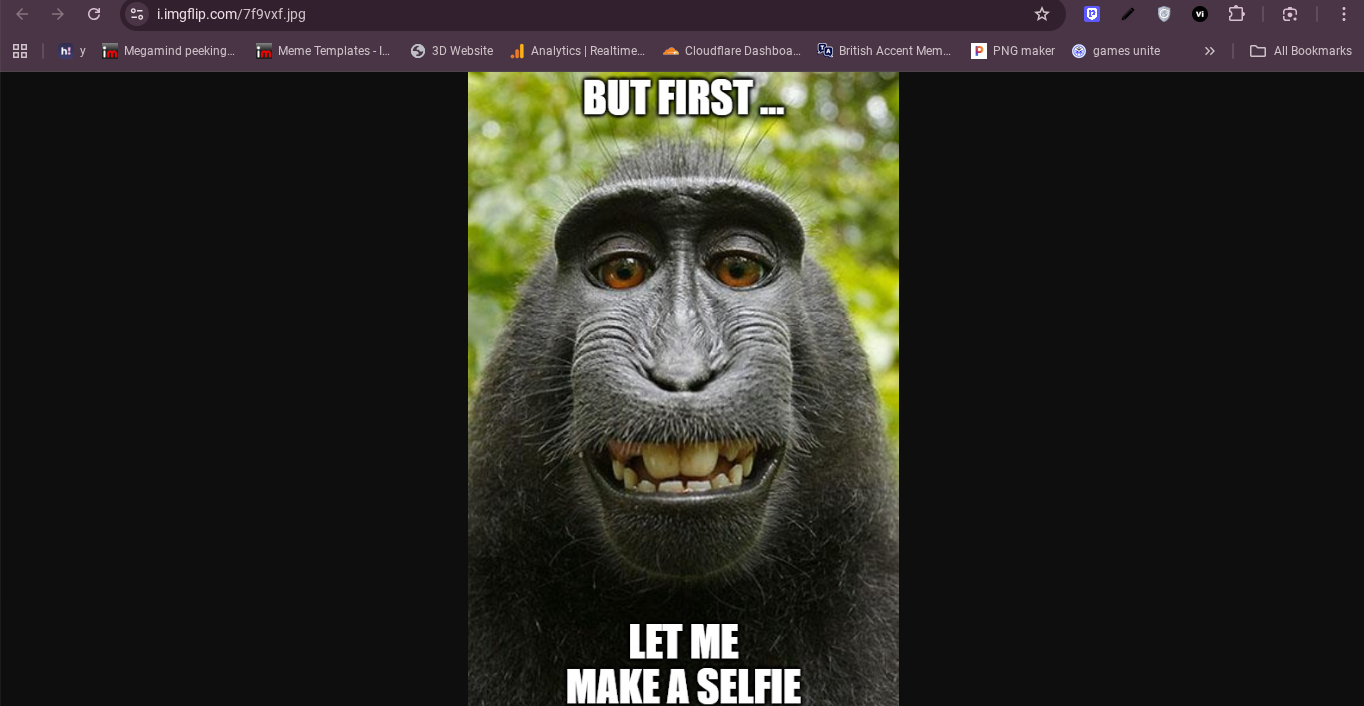 i.imgflip.com/7f9vxf.jpg
h! y Megamind peeking... Meme Templates - I... 3D Website Analytics | Realtime... Cloudflare Dashboa... British Accent Mem... PNG maker games unite » All Bookmarks
BUT FIRST ...
LET ME
MAKE A SELFIE